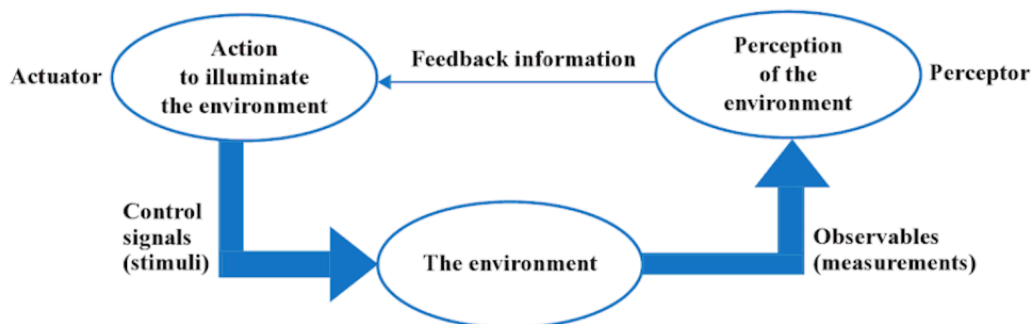 Actuator
Action
to illuminate
the environment
Feedback information
Perception
of the
environment
Perceptor
Control
signals
(stimuli)
The environment
Observables
(measurements)